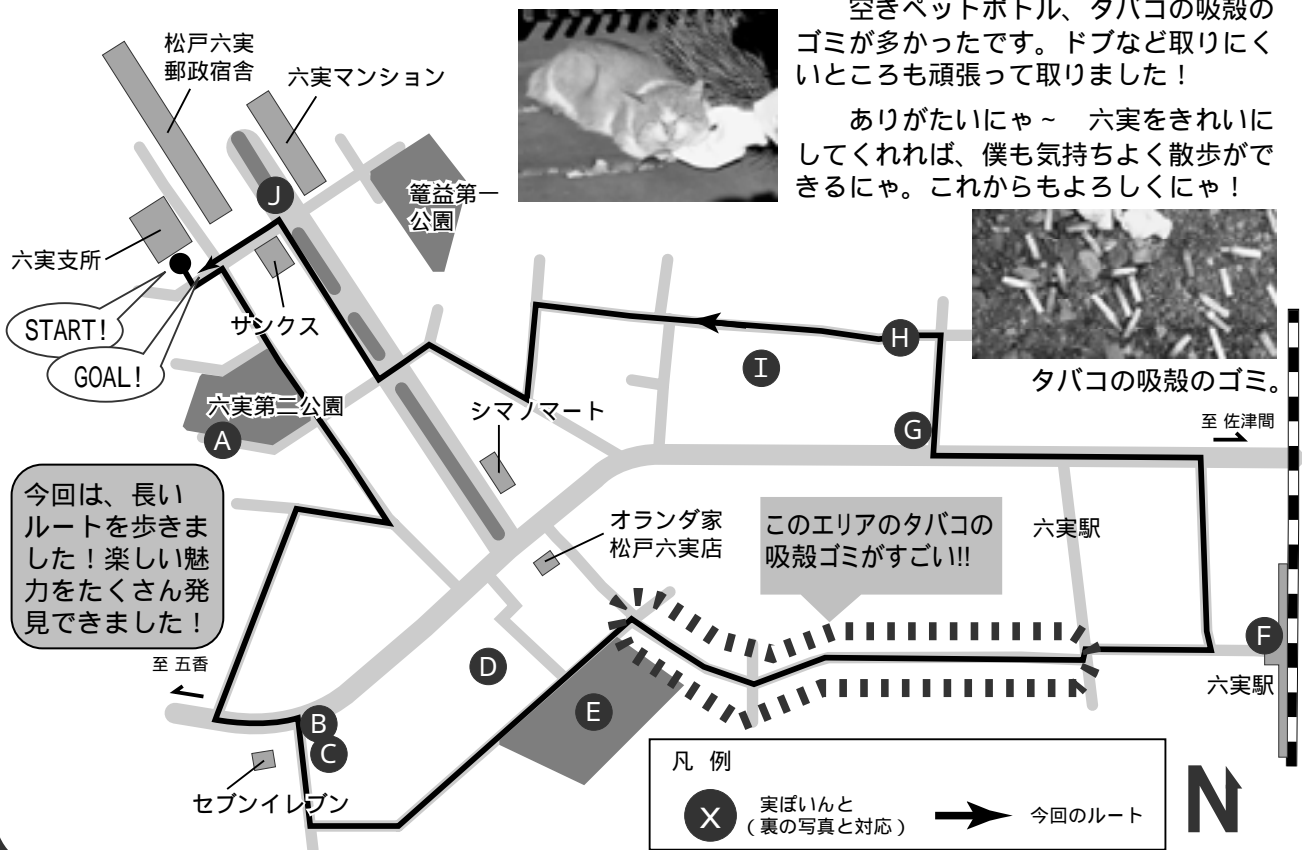 空きペットボトル、タバコの吸殻の
ゴミが多かったです。ドブなど取りにく
いところも頑張って取りました！
ありがたいにゃ~　六実をきれいに
してくれれば、僕も気持ちよく散歩がで
きるにゃ。これからもよろしくにゃ！
松戸六実
郵政宿舎
六実マンション
J
篭益第一
公園
六実支所
START!
GOAL!
サンクス
H
I
タバコの吸殻のゴミ。
六実第二公園
A
シマノマート
G
至 佐津間
今回は、長い
ルートを歩きま
した！楽しい魅
力をたくさん発
見できました！
オランダ家
松戸六実店
このエリアのタバコの
吸殻ゴミがすごい!!
六実駅
至 五香
D
F
六実駅
B
C
E
セブンイレブン
凡 例
X
実ぽいんと
(裏の写真と対応)
今回のルート
N